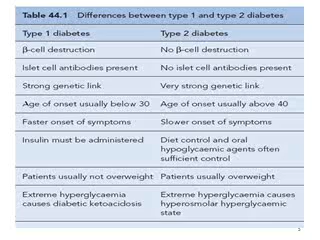 Table 44.1 Differences between type 1 and type 2 diabetes
Type 1 diabetes Type 2 diabetes
β-cell destruction No β-cell destruction
Islet cell antibodies present No islet cell antibodies present
Strong genetic link Very strong genetic link
Age of onset usually below 30 Age of onset usually above 40
Faster onset of symptoms Slower onset of symptoms
Insulin must be administered Diet control and oral
hypoglycaemic agents often
sufficient control
Patients usually not overweight Patients usually overweight
Extreme hyperglycaemia Extreme hyperglycaemia causes
causes diabetic ketoacidosis hyperosmolar hyperglycaemic
state